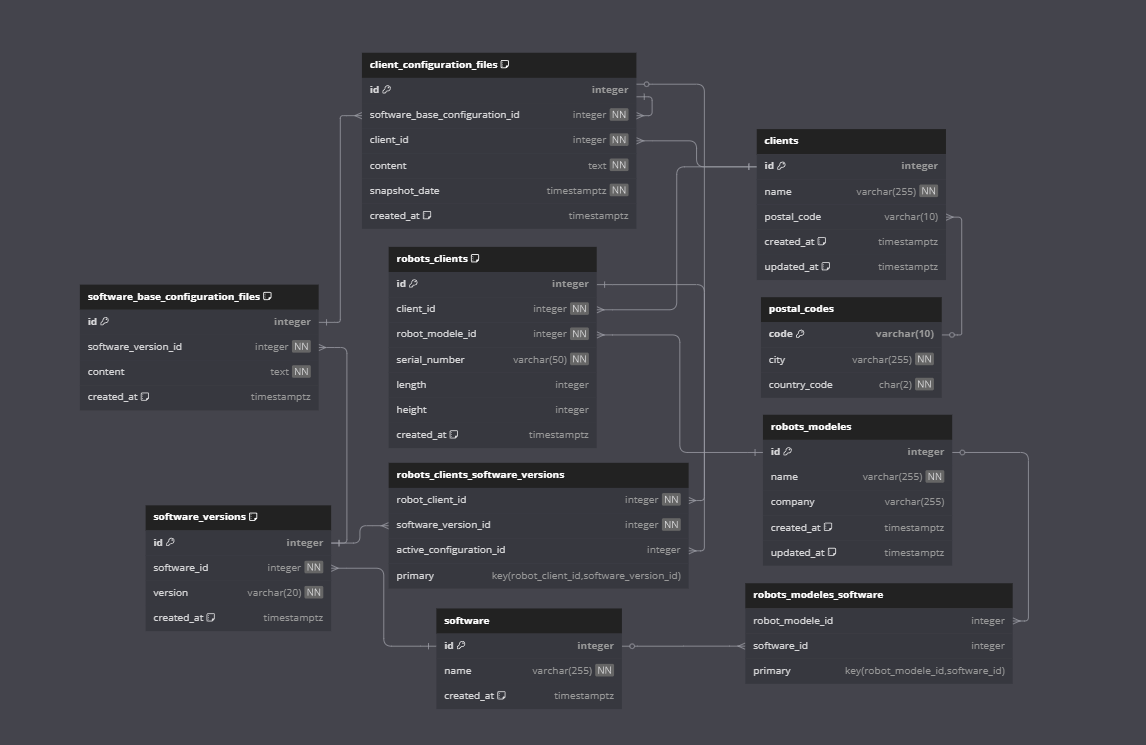 client_configuration_files
id integer
software_base_configuration_id integer NN
client_id integer NN
content text NN
snapshot_date timestamptz NN
created_at timestamptz
clients
id integer
name varchar(255) NN
postal_code varchar(10)
created_at timestamptz
updated_at timestamptz
robots_clients
id integer
client_id integer NN
robot_modele_id integer NN
serial_number varchar(50) NN
length integer
height integer
created_at timestamptz
software_base_configuration_files
id integer
software_version_id integer NN
content text NN
created_at timestamptz
postal_codes
code varchar(10)
city varchar(255) NN
country_code char(2) NN
robots_modeles
id integer
name varchar(255) NN
company varchar(255)
created_at timestamptz
updated_at timestamptz
robots_clients_software_versions
robot_client_id integer NN
software_version_id integer NN
active_configuration_id integer
primary key(robot_client_id,software_version_id)
software_versions
id integer
software_id integer NN
version varchar(20) NN
created_at timestamptz
robots_modeles_software
robot_modele_id integer
software_id integer
primary key(robot_modele_id,software_id)
software
id integer
name varchar(255) NN
created_at timestamptz